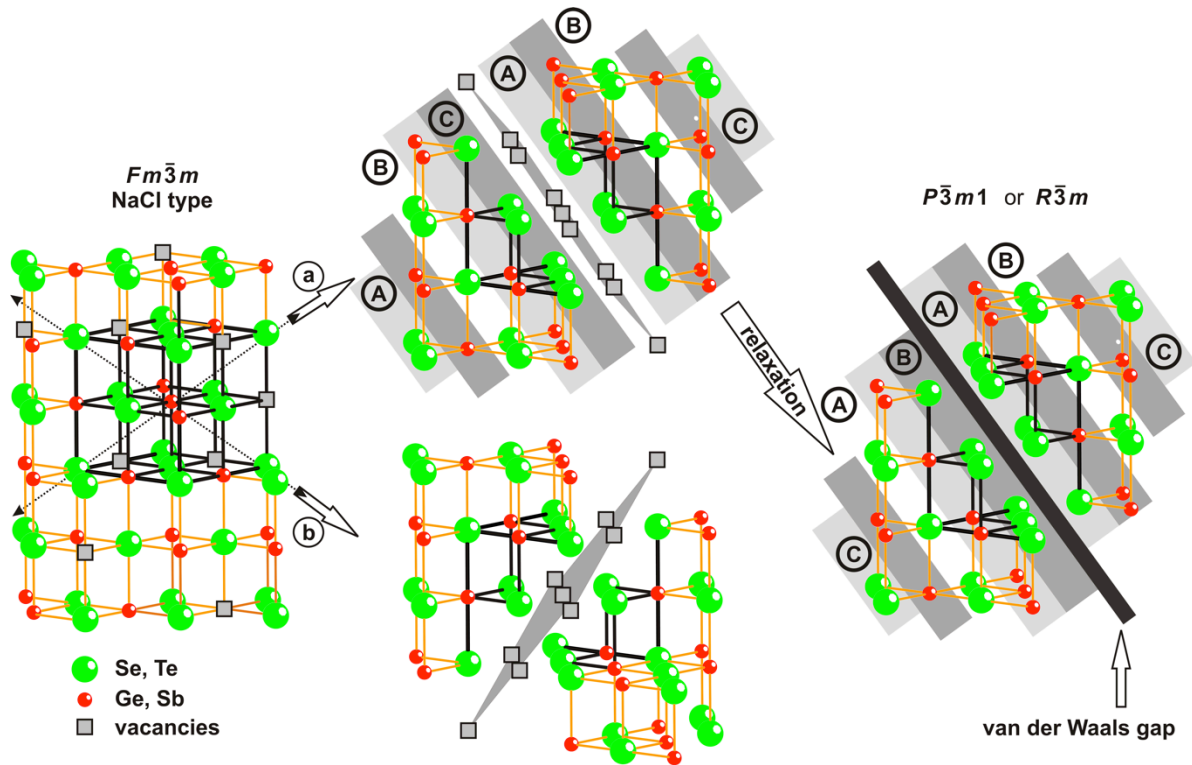 Fm3̅m
NaCl type
a
b
Se, Te
Ge, Sb
vacancies
B
A
C
B
A
C
relaxation
P3̅m1 or R3̅m
B
A
B
A
C
C
van der Waals gap